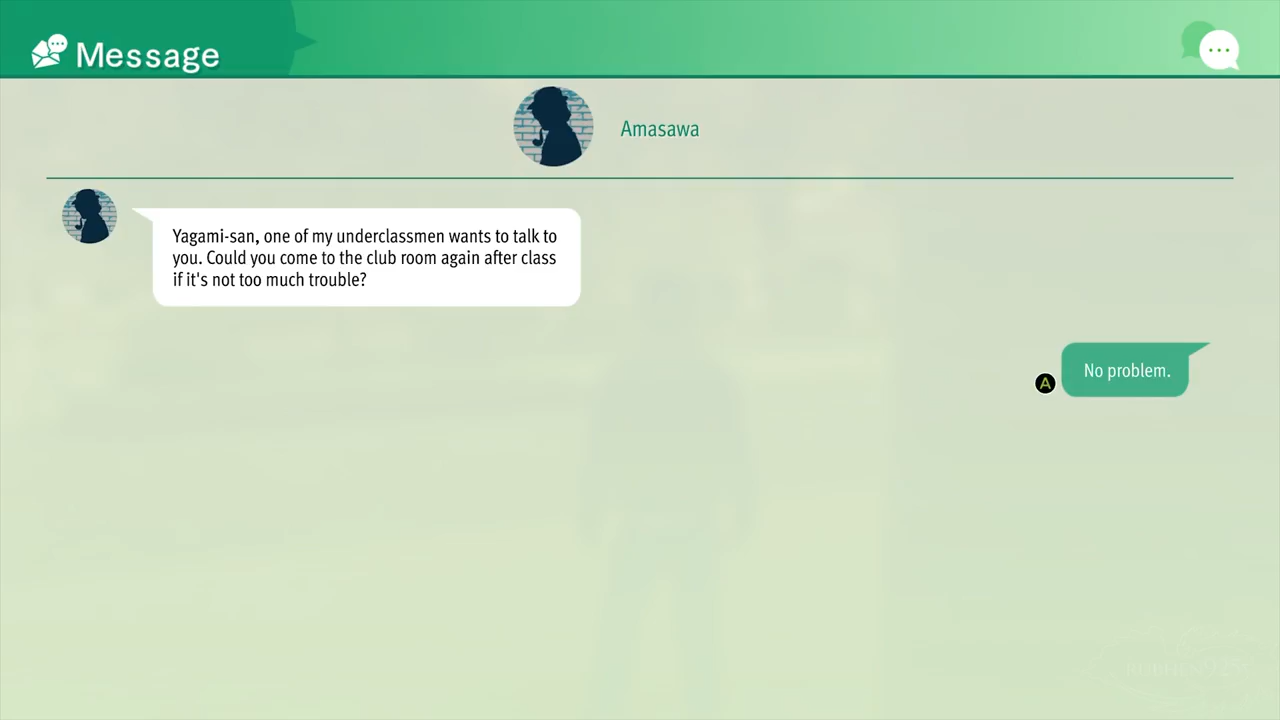 Message
Amasawa
Yagami-san, one of my underclassmen wants to talk to
you. Could you come to the club room again after class
if it's not too much trouble?
No problem.
A